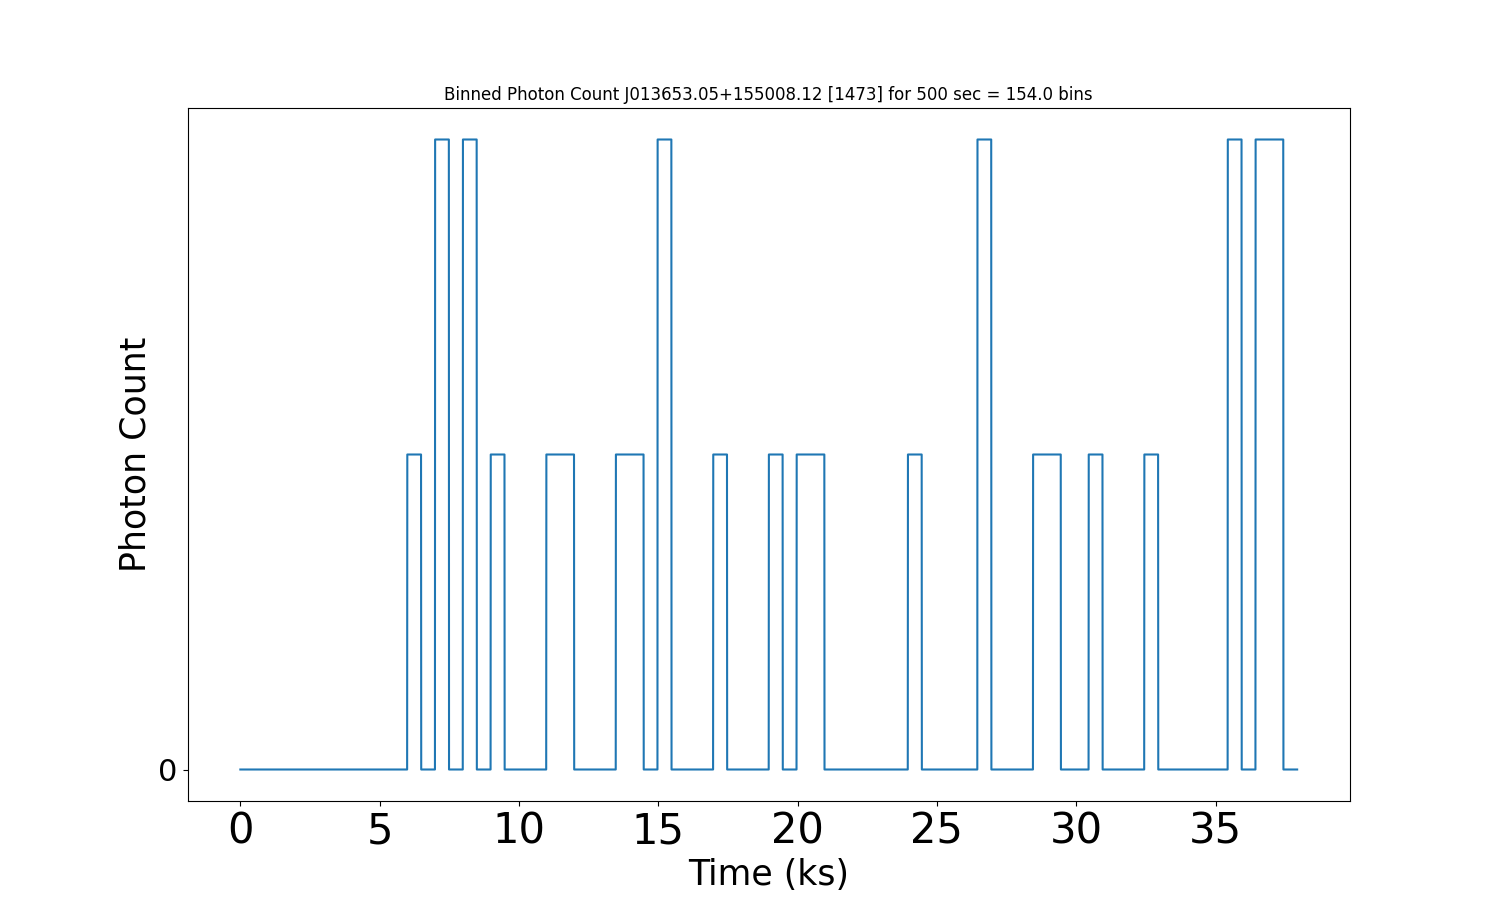 Binned Photon Count J013653.05+155008.12 [1473] for 500 sec = 154.0 bins
Photon Count
0
0 5 10 15 20 25 30 35
Time (ks)